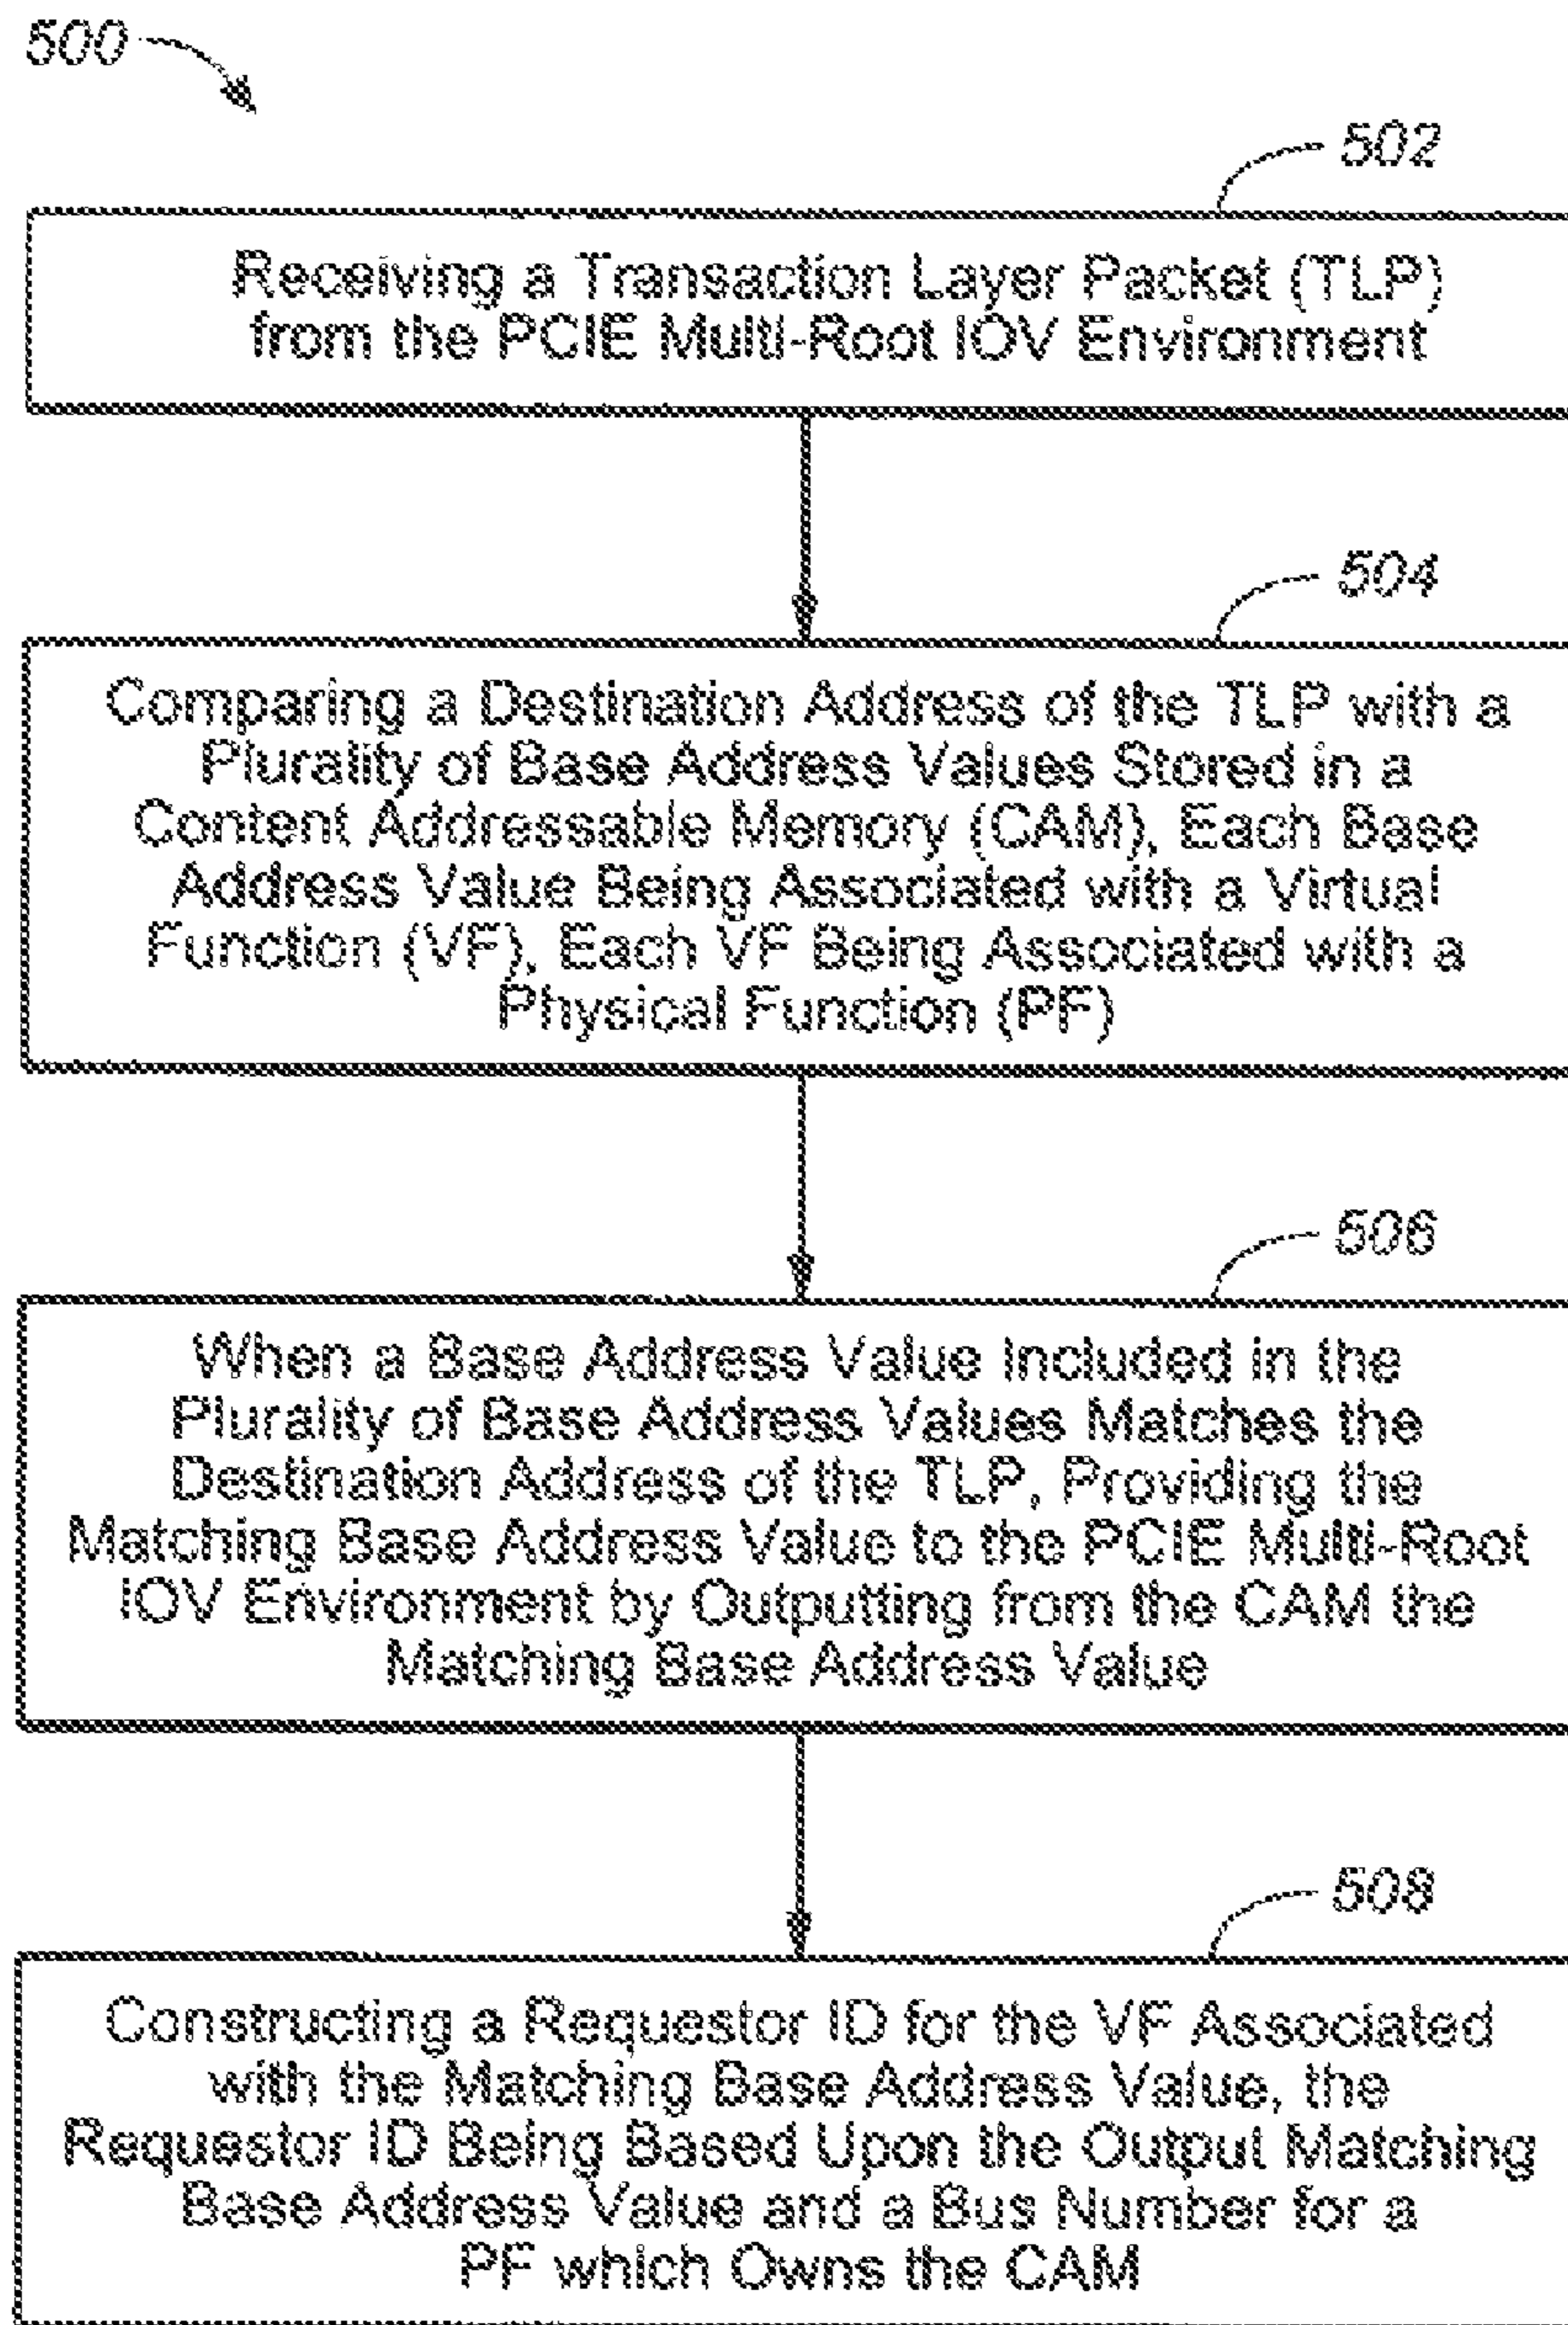 500
502
Receiving a Transaction Layer Packet (TLP)
from the PCIE Multi-Root IOV Environment
504
Comparing a Destination Address of the TLP with a
Plurality of Base Address Values Stored in a
Content Addressable Memory (CAM), Each Base
Address Value Being Associated with a Virtual
Function (VF), Each VF Being Associated with a
Physical Function (PF)
506
When a Base Address Value Included in the
Plurality of Base Address Values Matches the
Destination Address of the TLP, Providing the
Matching Base Address Value to the PCIE Multi-Root
IOV Environment by Outputting from the CAM the
Matching Base Address Value
508
Constructing a Requestor ID for the VF Associated
with the Matching Base Address Value, the
Requestor ID Being Based Upon the Output Matching
Base Address Value and a Bus Number for a
PF which Owns the CAM